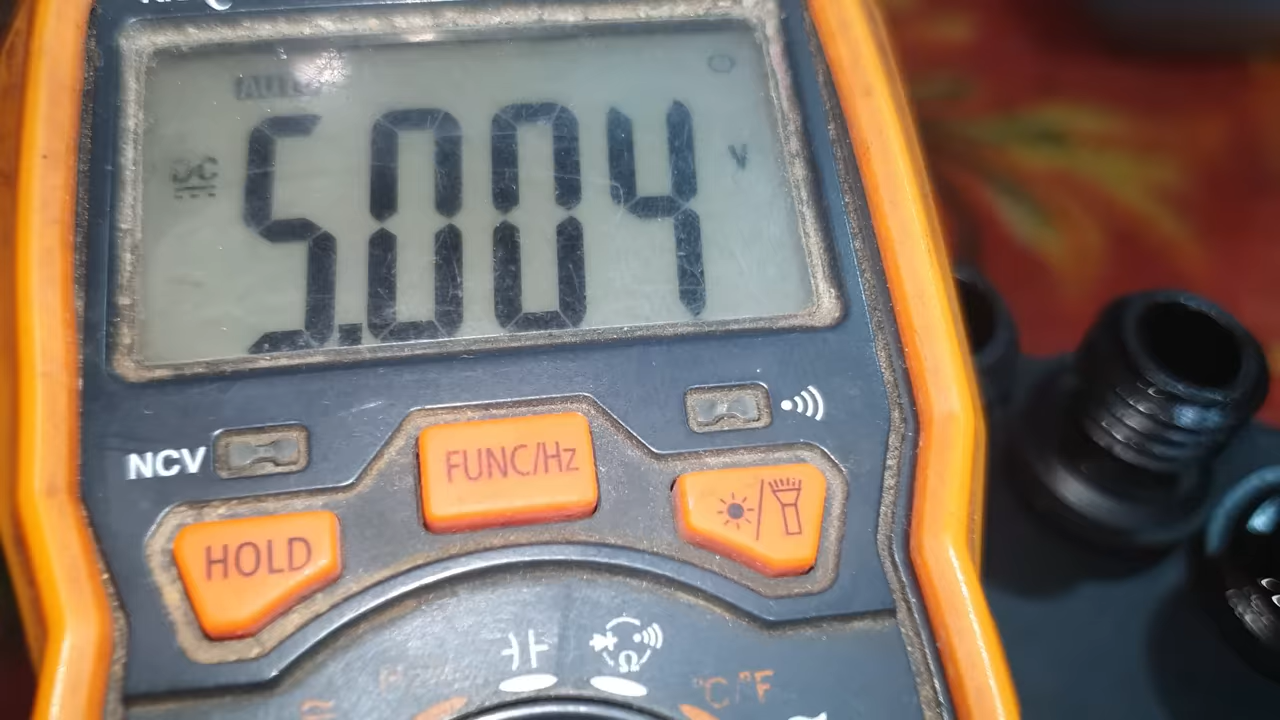 AUTO
DC
5.004
V
NCV
FUNC/Hz
HOLD
Ω
°C/°F